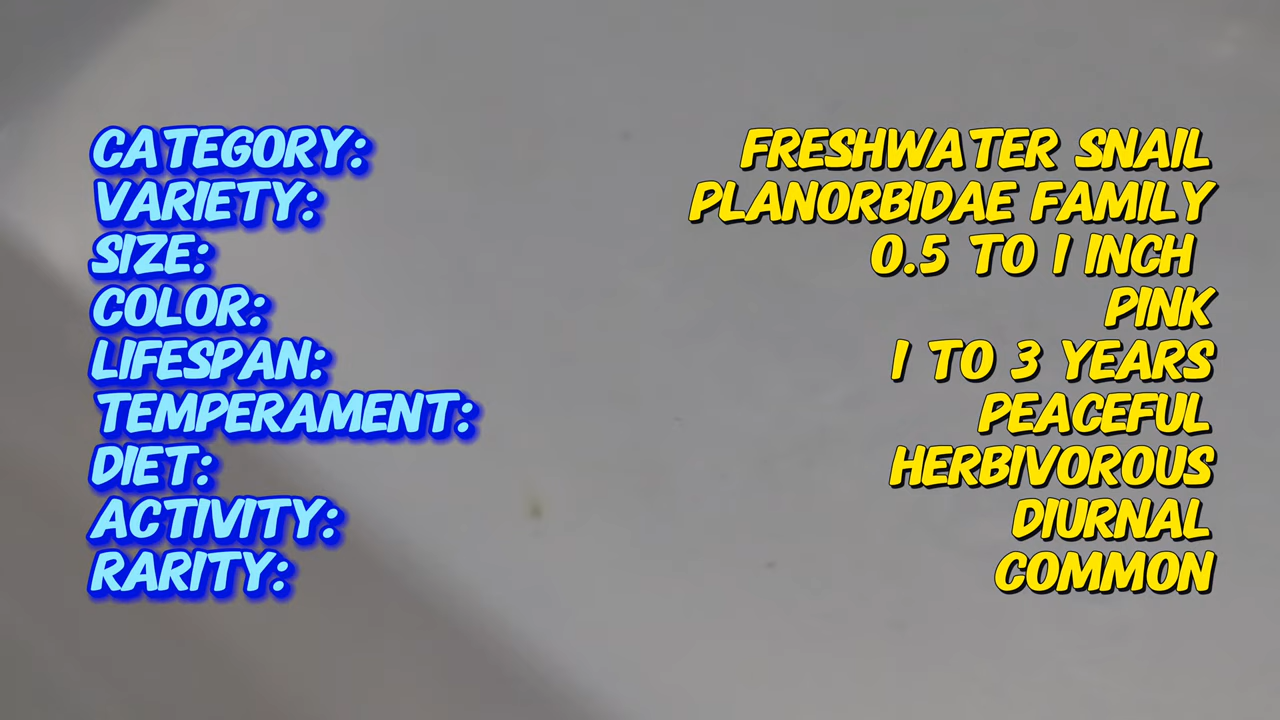 CATEGORY: FRESHWATER SNAIL
VARIETY: PLANORBIDAE FAMILY
SIZE: 0.5 TO 1 INCH
COLOR: PINK
LIFESPAN: 1 TO 3 YEARS
TEMPERAMENT: PEACEFUL
DIET: HERBIVOROUS
ACTIVITY: DIURNAL
RARITY: COMMON